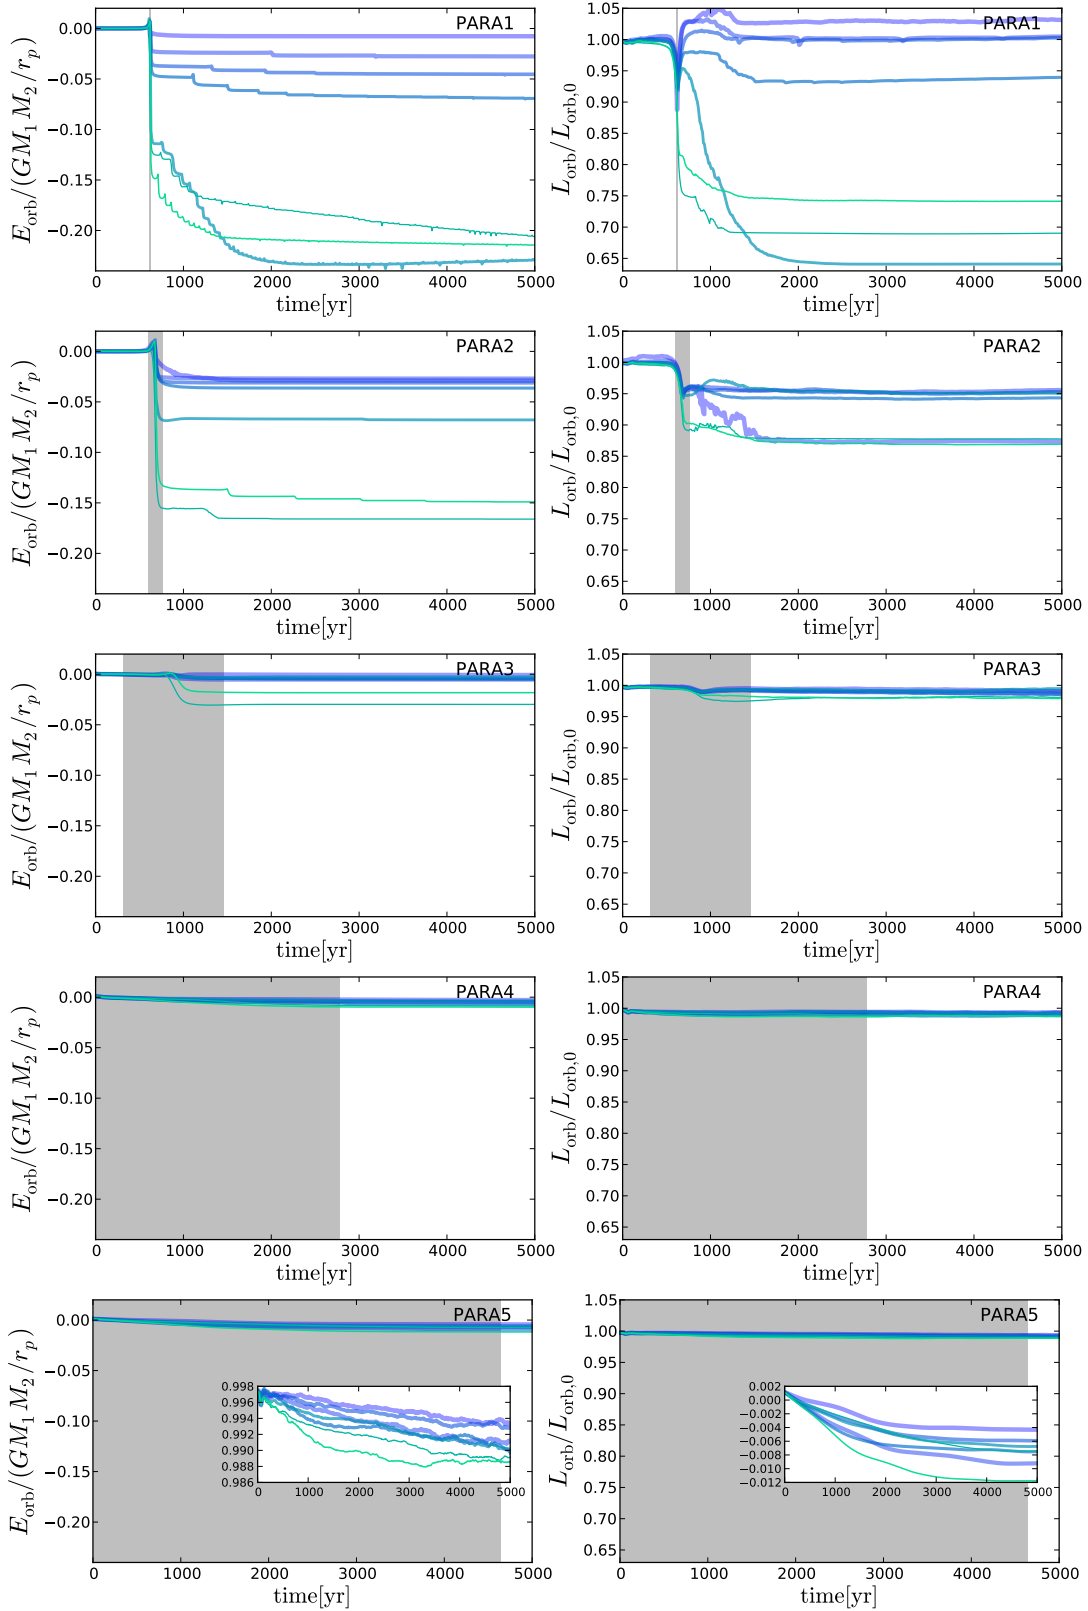 PARA1
E_orb/(GM_1 M_2/r_p)
0.00
−0.05
−0.10
−0.15
−0.20
0 1000 2000 3000 4000 5000
time[yr]
PARA1
L_orb/L_orb,0
1.05
1.00
0.95
0.90
0.85
0.80
0.75
0.70
0.65
0 1000 2000 3000 4000 5000
time[yr]
PARA2
E_orb/(GM_1 M_2/r_p)
0.00
−0.05
−0.10
−0.15
−0.20
0 1000 2000 3000 4000 5000
time[yr]
PARA2
L_orb/L_orb,0
1.05
1.00
0.95
0.90
0.85
0.80
0.75
0.70
0.65
0 1000 2000 3000 4000 5000
time[yr]
PARA3
E_orb/(GM_1 M_2/r_p)
0.00
−0.05
−0.10
−0.15
−0.20
0 1000 2000 3000 4000 5000
time[yr]
PARA3
L_orb/L_orb,0
1.05
1.00
0.95
0.90
0.85
0.80
0.75
0.70
0.65
0 1000 2000 3000 4000 5000
time[yr]
PARA4
E_orb/(GM_1 M_2/r_p)
0.00
−0.05
−0.10
−0.15
−0.20
0 1000 2000 3000 4000 5000
time[yr]
PARA4
L_orb/L_orb,0
1.05
1.00
0.95
0.90
0.85
0.80
0.75
0.70
0.65
0 1000 2000 3000 4000 5000
time[yr]
PARA5
E_orb/(GM_1 M_2/r_p)
0.00
−0.05
−0.10
−0.15
−0.20
0.998
0.996
0.994
0.992
0.990
0.988
0.986
0 1000 2000 3000 4000 5000
0 1000 2000 3000 4000 5000
time[yr]
PARA5
L_orb/L_orb,0
1.05
1.00
0.95
0.90
0.85
0.80
0.75
0.70
0.65
0.002
0.000
−0.002
−0.004
−0.006
−0.008
−0.010
−0.012
0 1000 2000 3000 4000 5000
0 1000 2000 3000 4000 5000
time[yr]